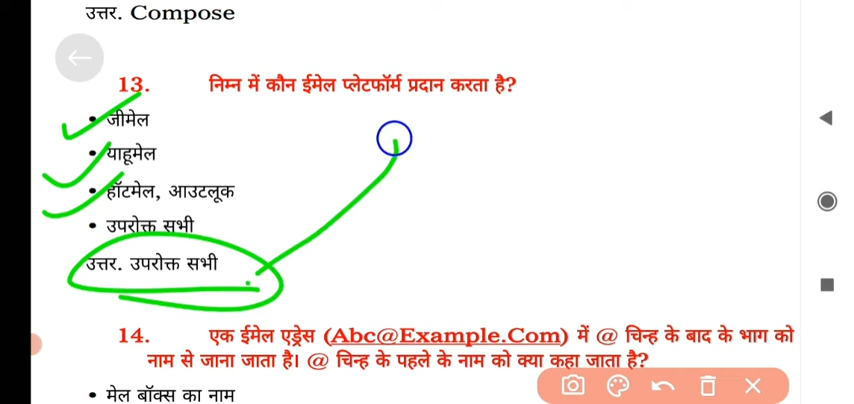 उत्तर. Compose
13. निम्न में कौन ईमेल प्लेटफॉर्म प्रदान करता है?
• जीमेल
• याहूमेल
• हॉटमेल, आउटलूक
• उपरोक्त सभी
उत्तर. उपरोक्त सभी
14. एक ईमेल एड्रेस (Abc@Example.Com) में @ चिन्ह के बाद के भाग को
नाम से जाना जाता है। @ चिन्ह के पहले के नाम को क्या कहा जाता है?
• मेल बॉक्स का नाम